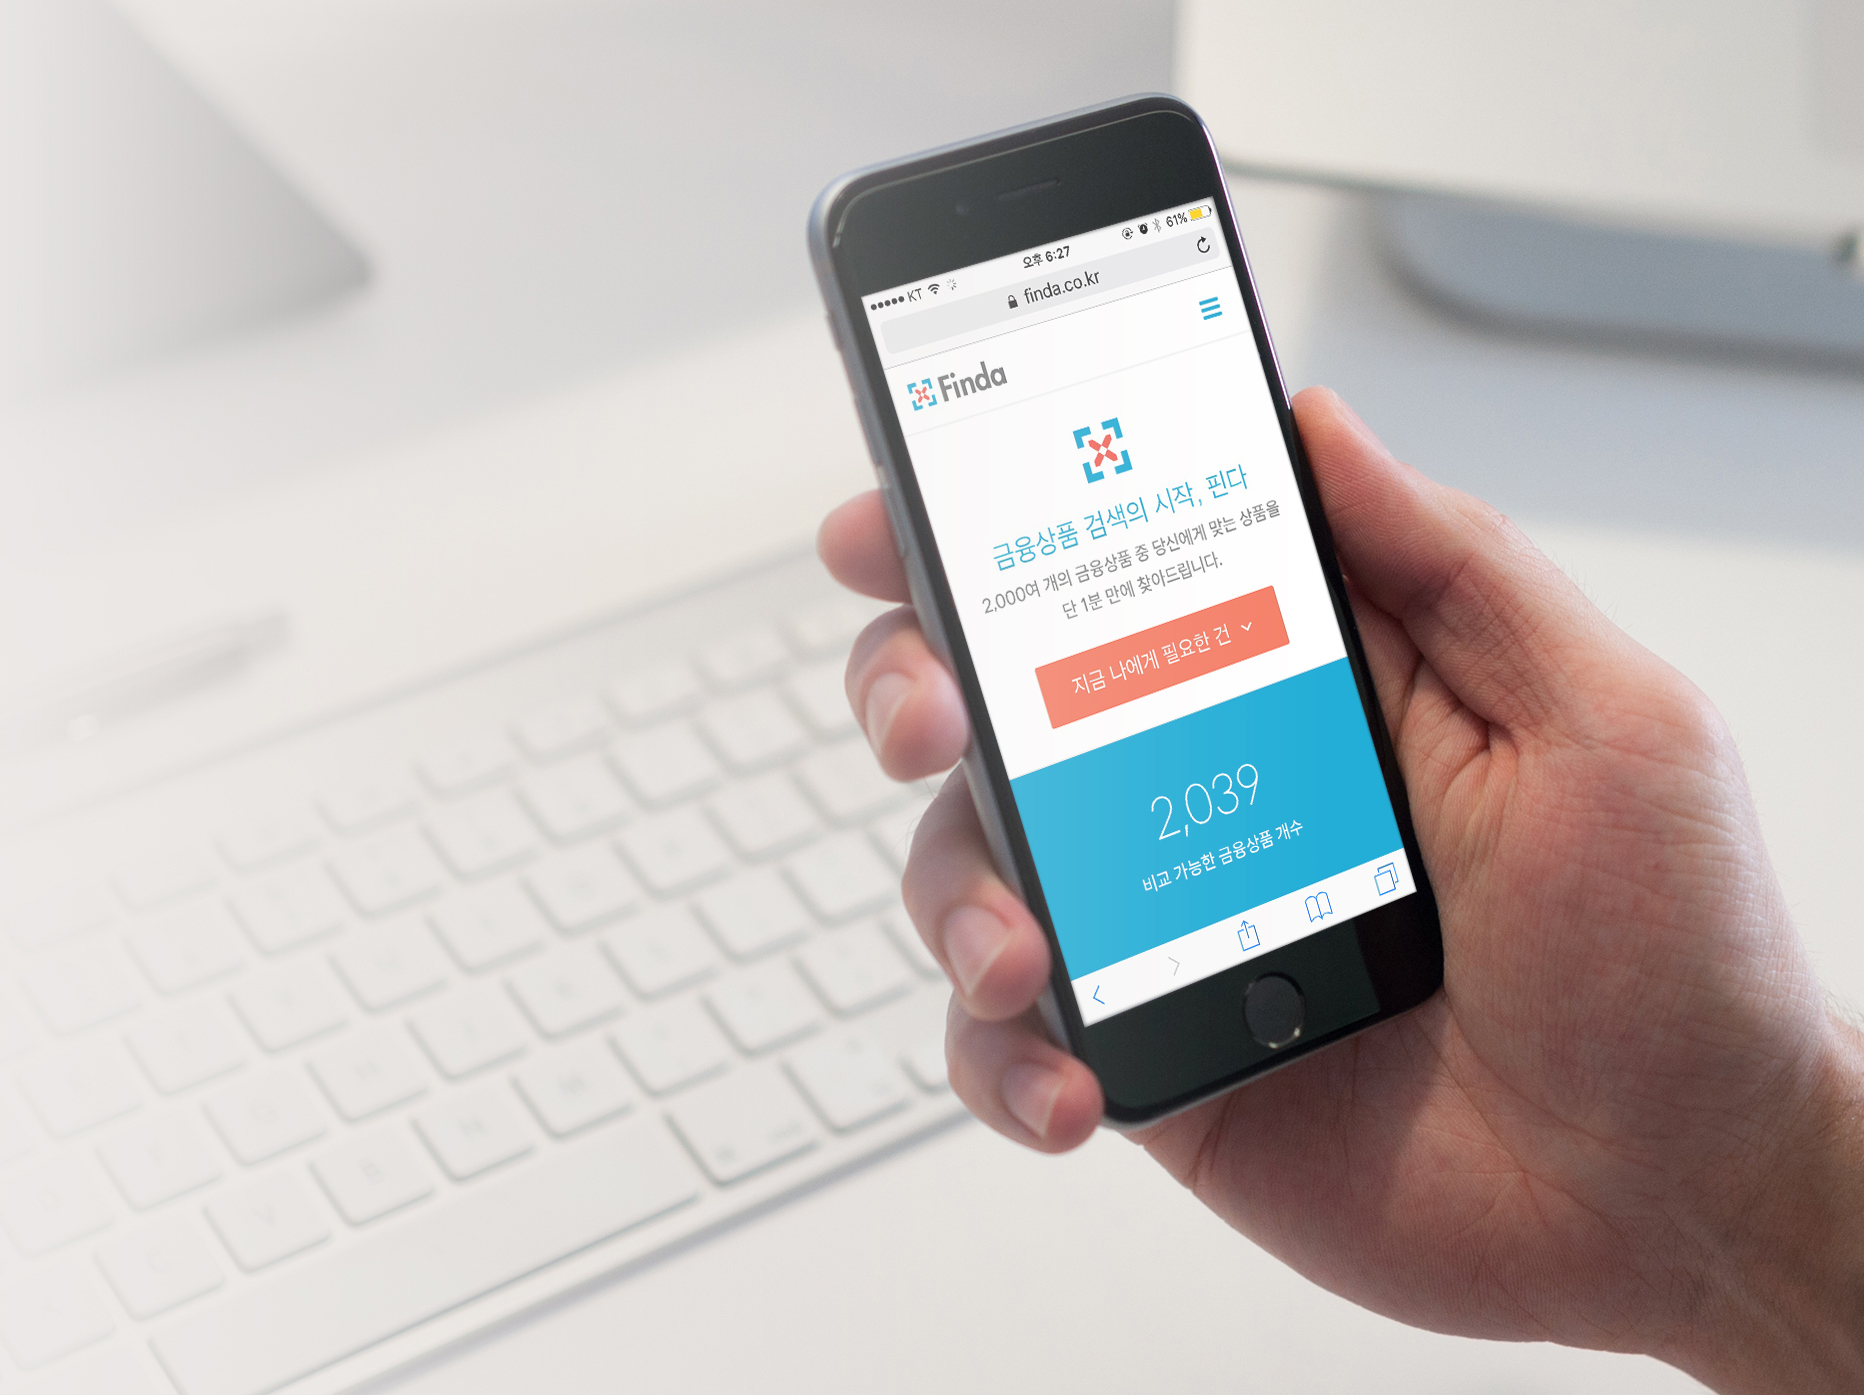 KT 오후 6:27 61%
finda.co.kr
Finda
금융상품 검색의 시작, 핀다
2,000여 개의 금융상품 중 당신에게 맞는 상품을
단 1분 만에 찾아드립니다.
지금 나에게 필요한 건
2,039
비교 가능한 금융상품 개수